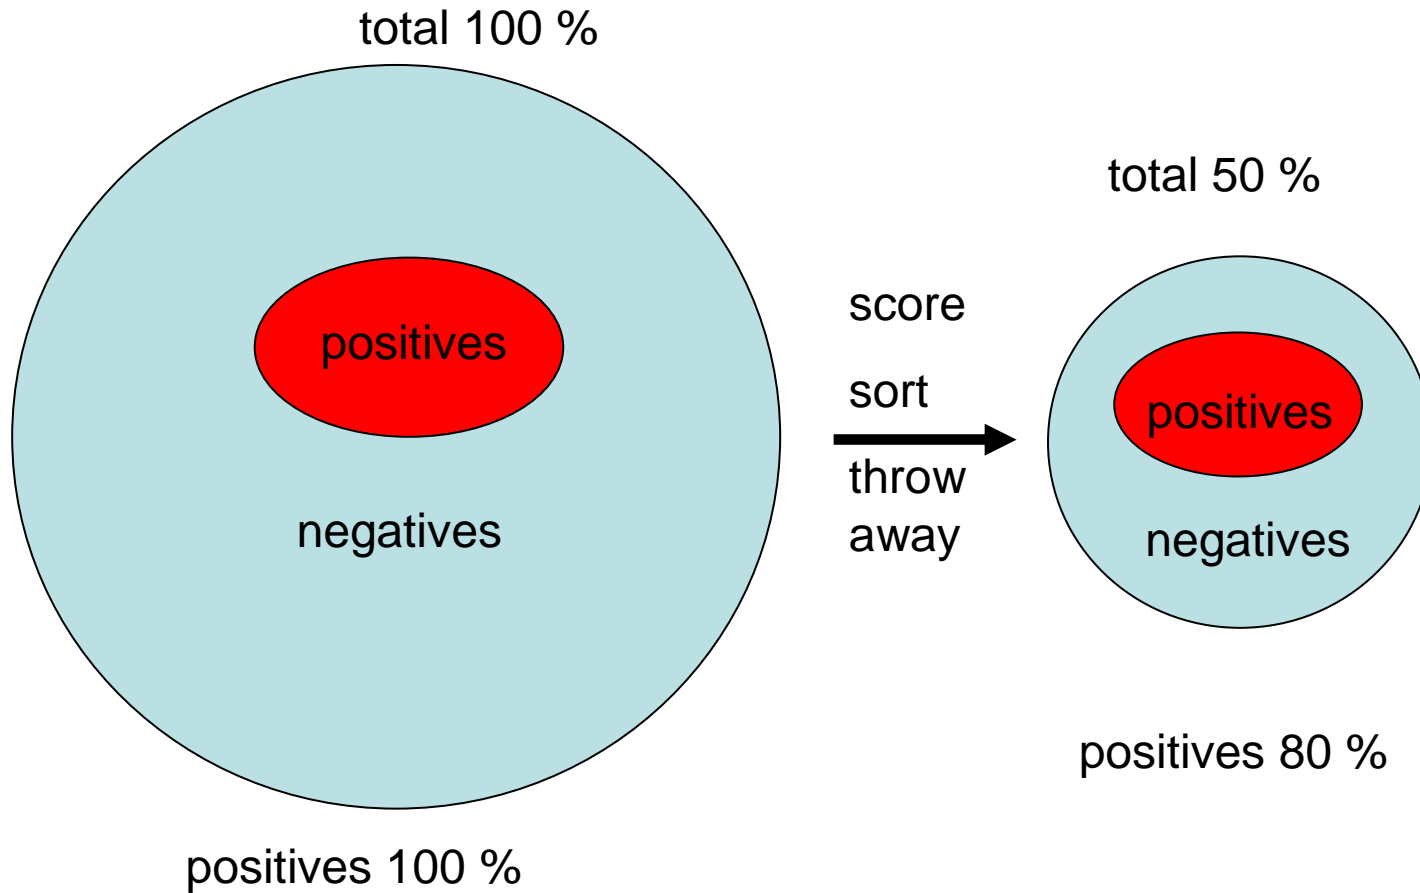 total 100 %
positives
negatives
positives 100 %
score
sort
throw
away
total 50 %
positives
negatives
positives 80 %